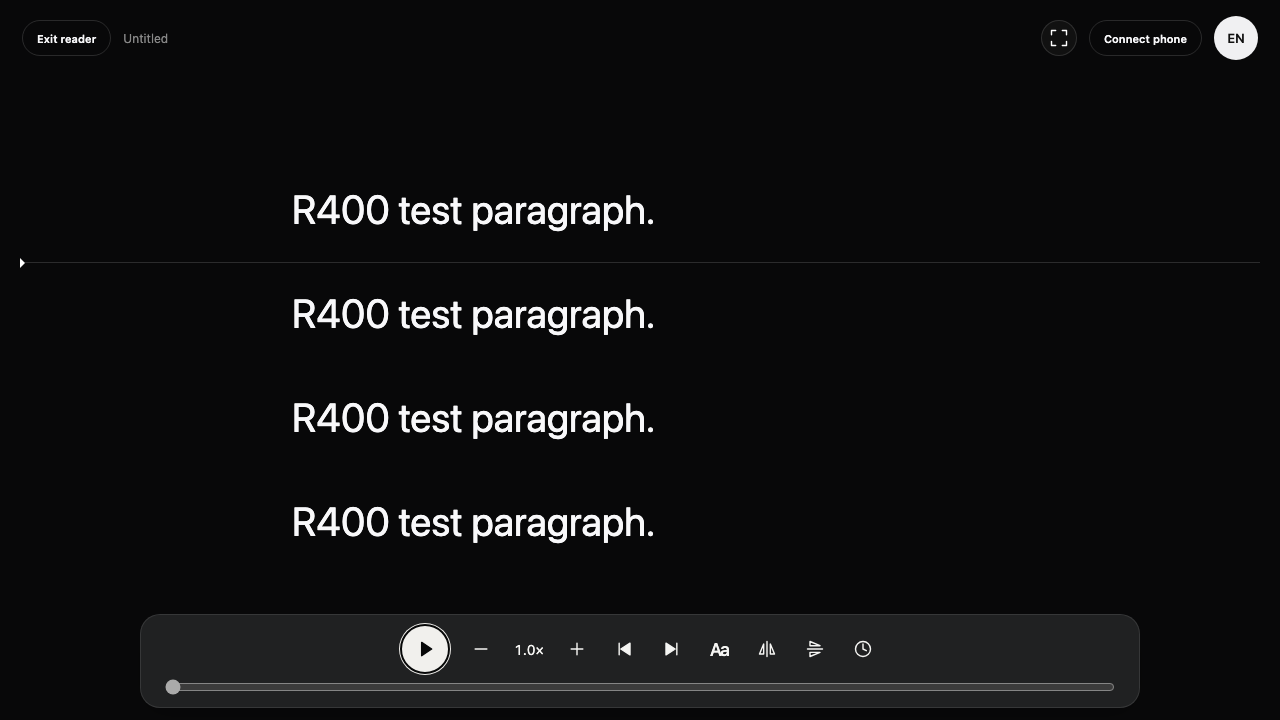 Exit reader
Untitled
Connect phone
EN
R400 test paragraph.
R400 test paragraph.
R400 test paragraph.
R400 test paragraph.
1.0×
Aa